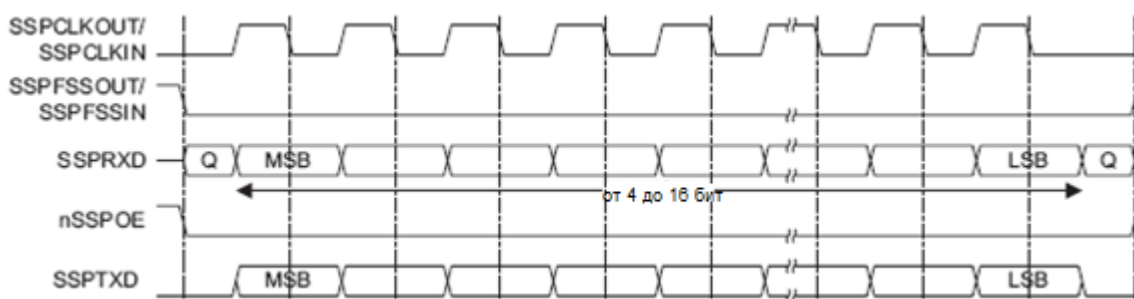 SSPCLKOUT/
SSPCLKIN
SSPFSSOUT/
SSPFSSIN
SSPRXD Q MSB LSB Q
от 4 до 16 бит
nSSPOE
SSPTXD MSB LSB